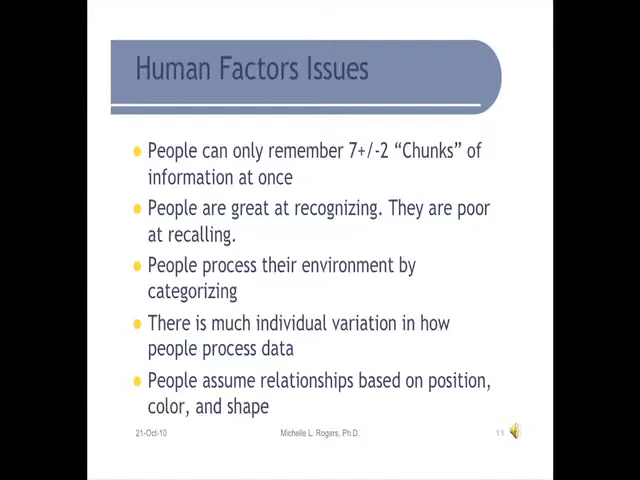 Human Factors Issues
People can only remember 7+/-2 “Chunks” of
information at once
People are great at recognizing. They are poor
at recalling.
People process their environment by
categorizing
There is much individual variation in how
people process data
People assume relationships based on position,
color, and shape
21-Oct-10
Michelle L. Rogers, Ph.D.
11